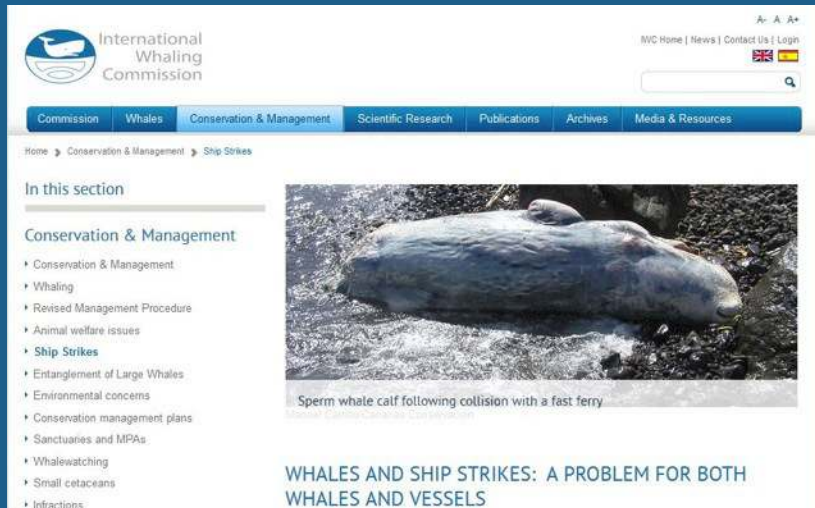 A- A A+
International
Whaling
Commission
IWC Home | News | Contact Us | Login
Commission Whales Conservation & Management Scientific Research Publications Archives Media & Resources
Home Conservation & Management Ship Strikes
In this section
Conservation & Management
Conservation & Management
Whaling
Revised Management Procedure
Animal welfare issues
Ship Strikes
Entanglement of Large Whales
Environmental concerns
Conservation management plans
Sanctuaries and MPAs
Whalewatching
Small cetaceans
Infractions
Sperm whale calf following collision with a fast ferry
Conservation
WHALES AND SHIP STRIKES: A PROBLEM FOR BOTH
WHALES AND VESSELS